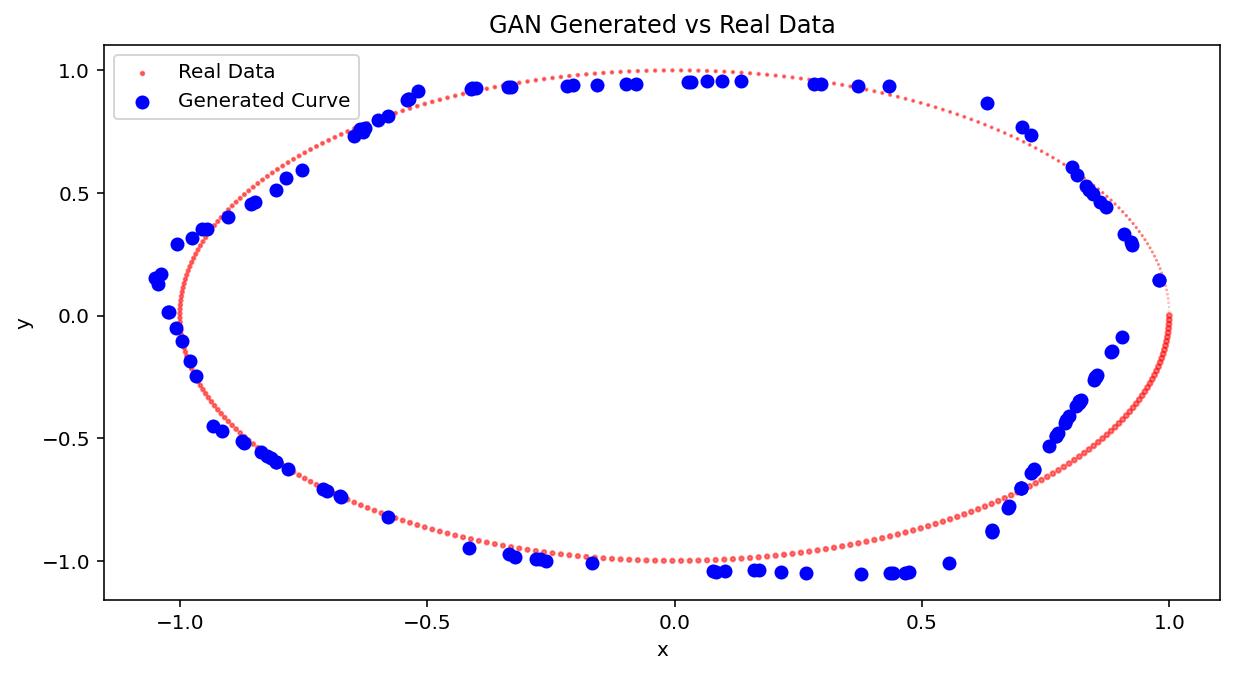 GAN Generated vs Real Data
Real Data
Generated Curve
1.0
0.5
0.0
−0.5
−1.0
y
−1.0 −0.5 0.0 0.5 1.0
x